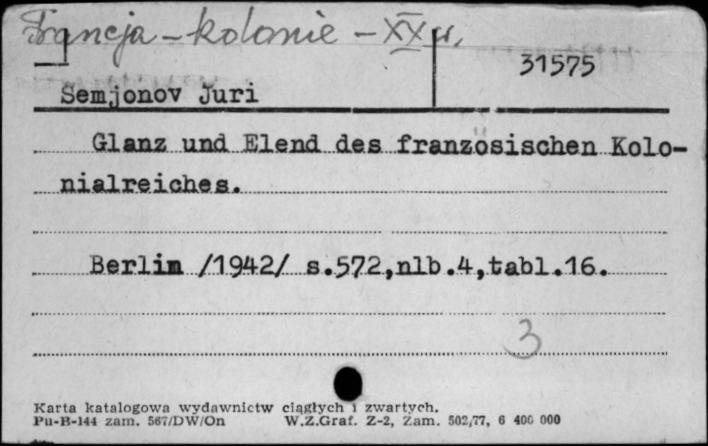 Francja - kolonie - XX w.
31575
Semjonov Juri
Glanz und Elend des französischen Kolo-
nialreiches.
Berlin /1942/ s.572,nlb.4,tabl.16.
3
Karta katalogowa wydawnictw ciągłych i zwartych.
Pu-B-144 zam. 567/DW/On W.Z.Graf. Z-2, Zam. 502/77, 6 400 000